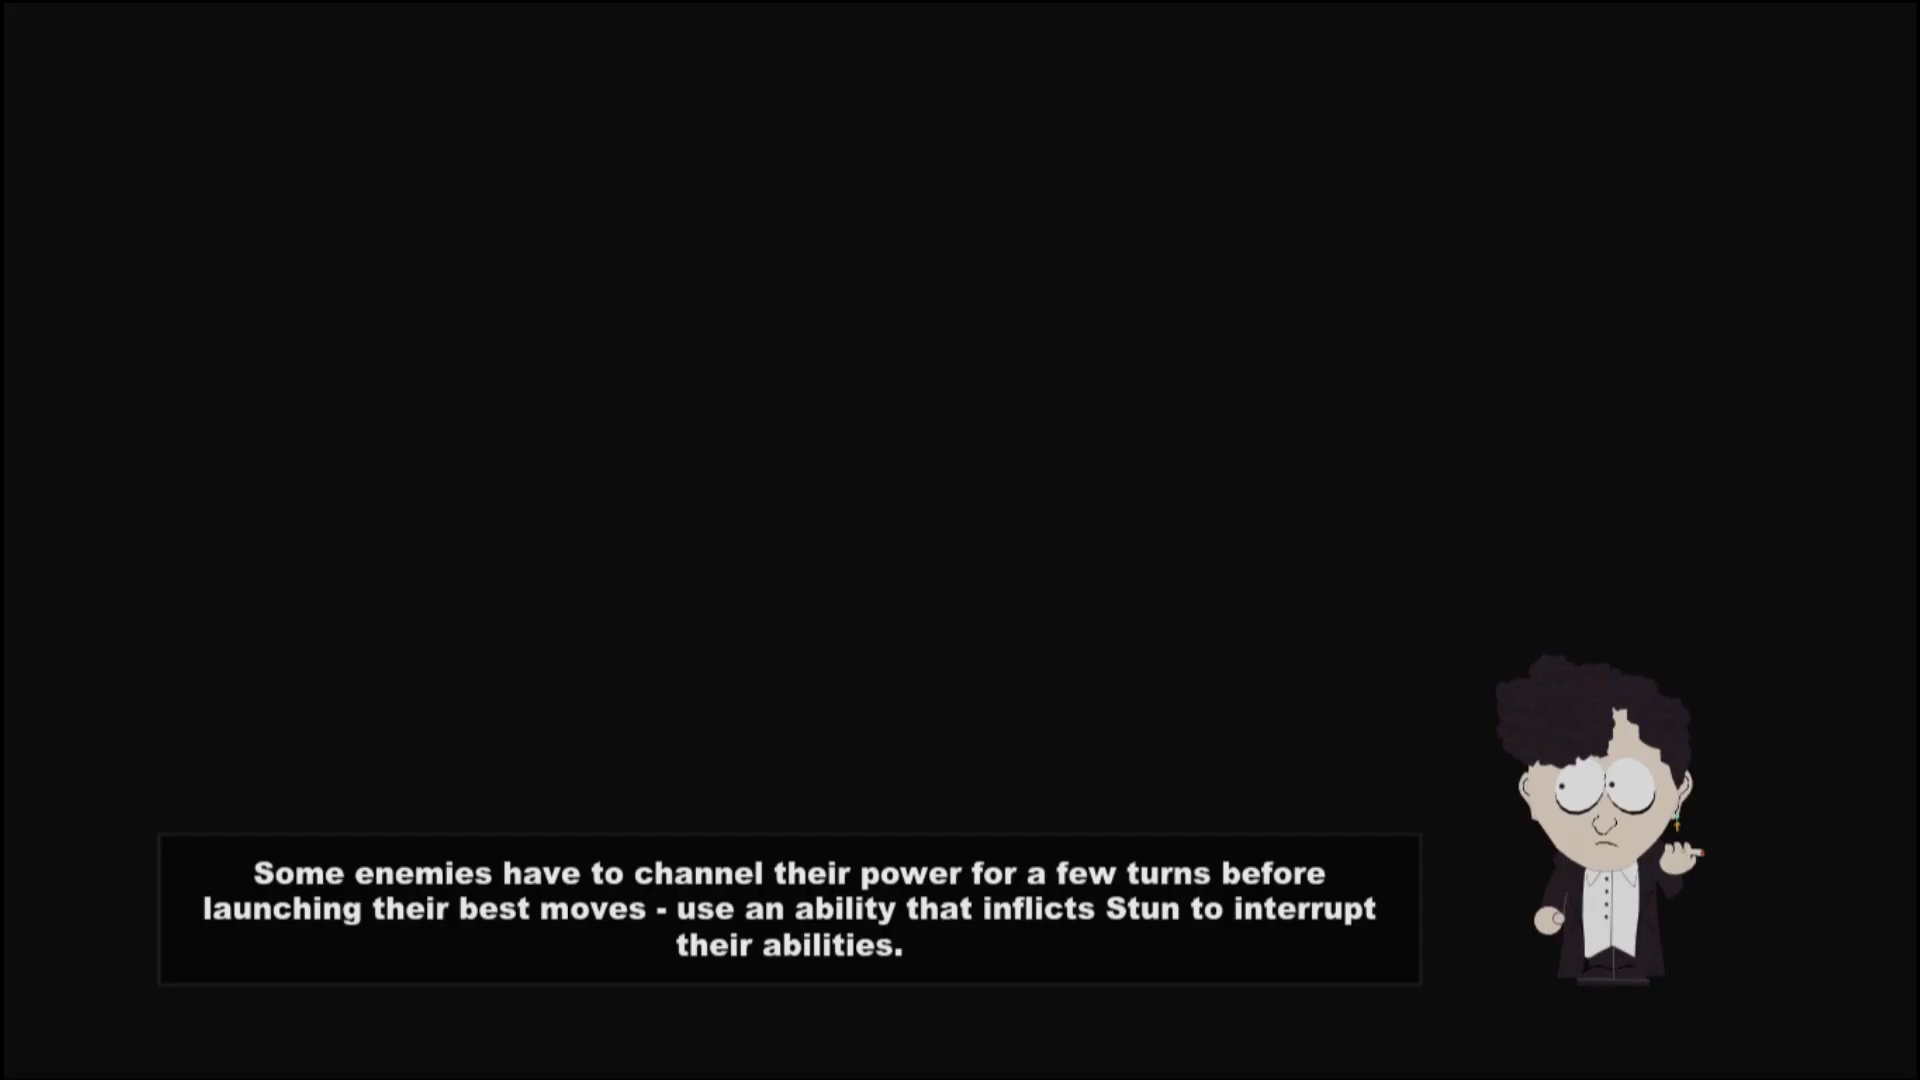 Some enemies have to channel their power for a few turns before
launching their best moves - use an ability that inflicts Stun to interrupt
their abilities.